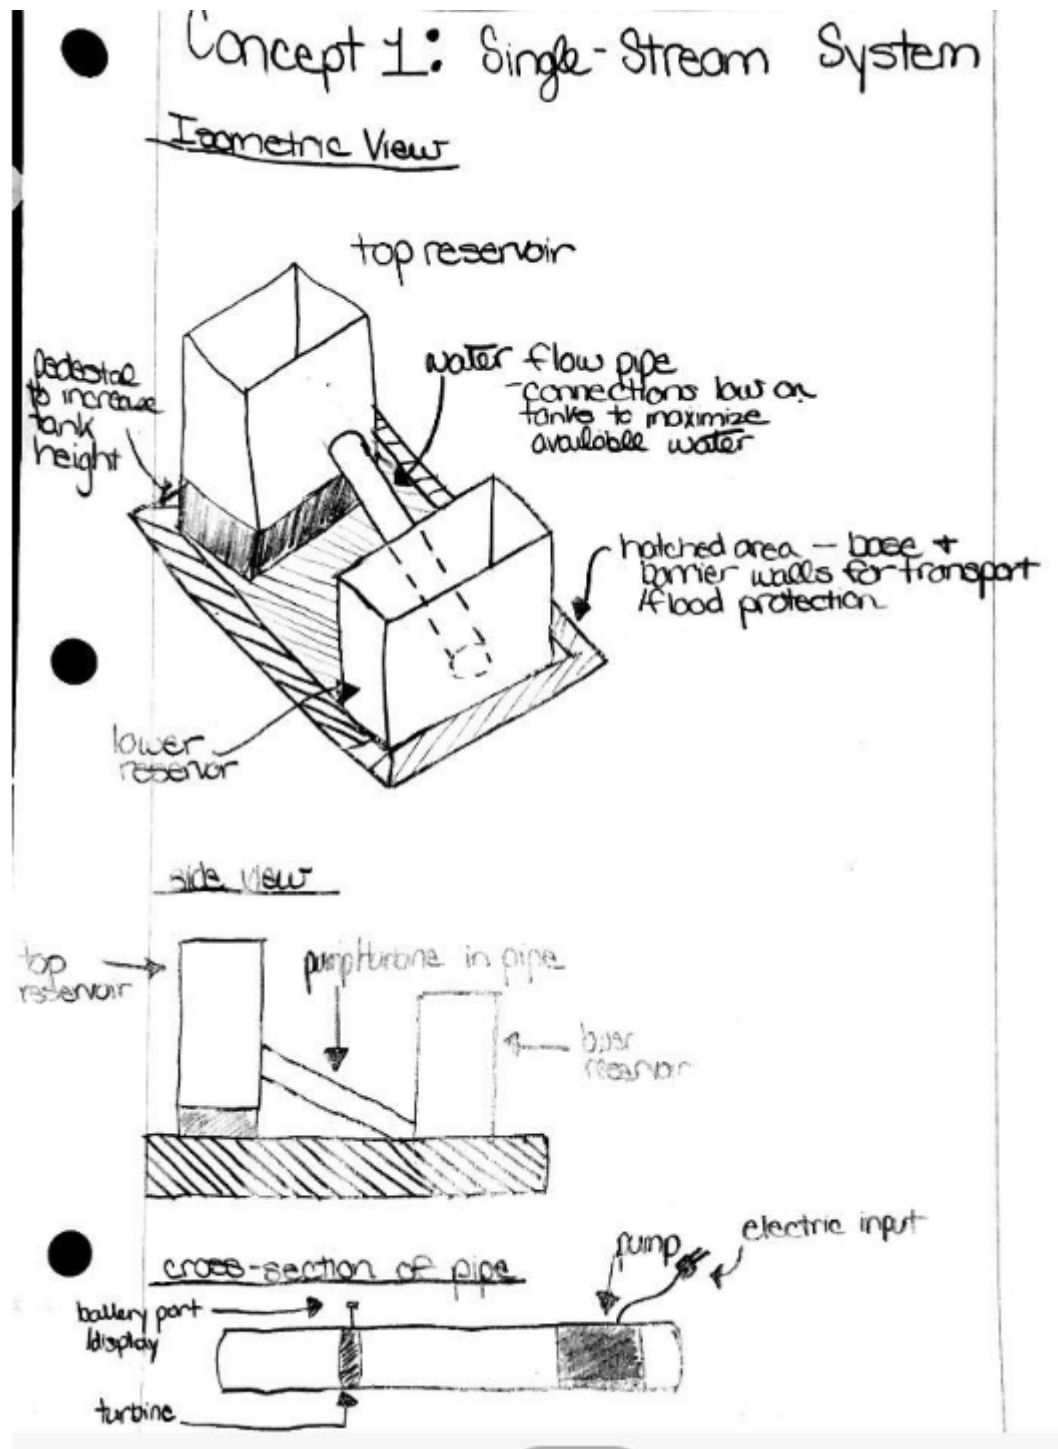 Concept 1: Single-Stream System
Isometric View
top reservoir
pedestal
to increase
tank
height
water flow pipe
- connections low on
tanks to maximize
available water
hatched area - base +
barrier walls for transport
/flood protection
lower
reservor
side view
top
reservoir
pump/turbine in pipe
lower
reservoir
cross-section of pipe
battery port
/display
turbine
pump
electric input